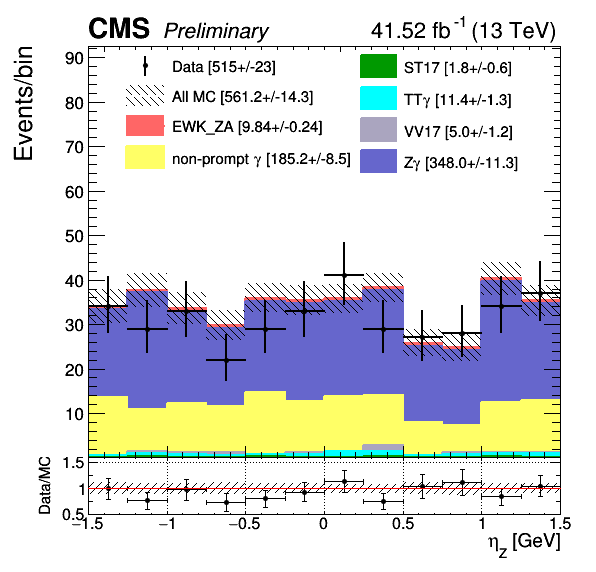 CMS Preliminary 41.52 fb⁻¹ (13 TeV)
Events/bin
90
80
70
60
50
40
30
20
10
Data [515+/-23]
All MC [561.2+/-14.3]
EWK_ZA [9.84+/-0.24]
non-prompt γ [185.2+/-8.5]
ST17 [1.8+/-0.6]
TTγ [11.4+/-1.3]
VV17 [5.0+/-1.2]
Zγ [348.0+/-11.3]
Data/MC
1.5
1
0.5
−1.5 −1 −0.5 0 0.5 1 1.5
η_Z [GeV]